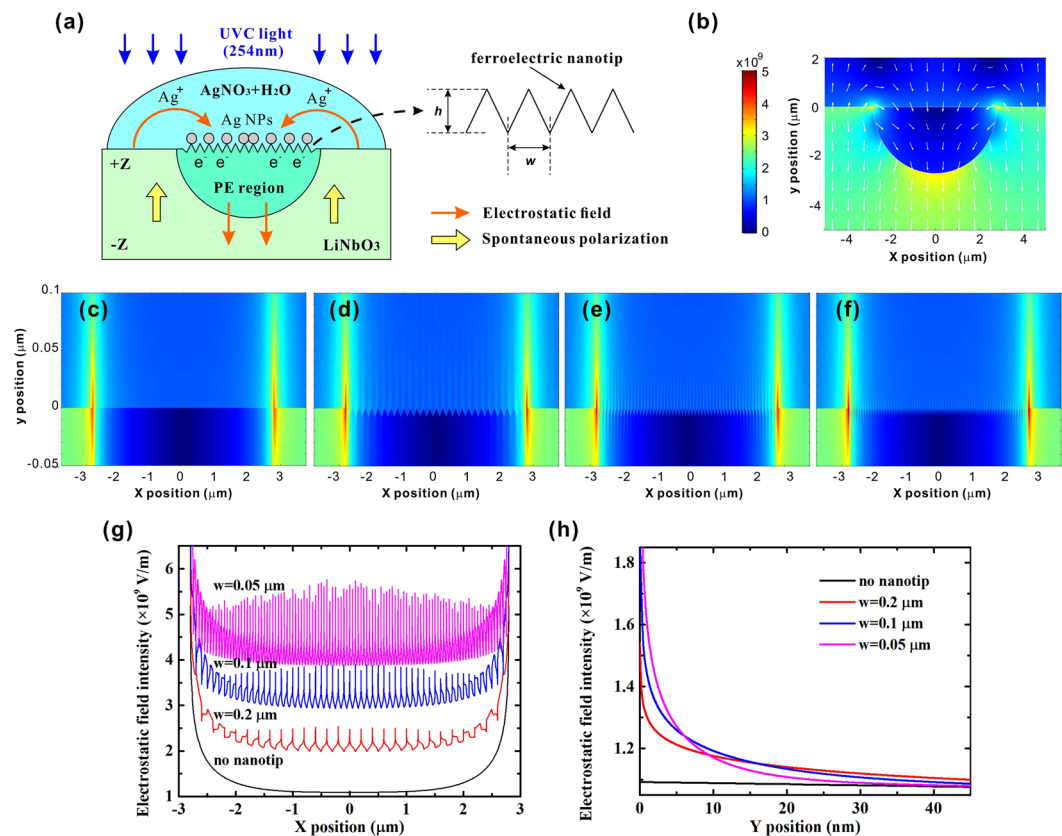 (a)
UVC light
(254nm)
AgNO₃+H₂O
Ag⁺
Ag⁺
Ag NPs
e⁻ e⁻ e⁻ e⁻
+Z
-Z
PE region
LiNbO₃
ferroelectric nanotip
h
w
Electrostatic field
Spontaneous polarization
(b)
×10⁹
5
4
3
2
1
0
y position (μm)
2
0
-2
-4
-4 -2 0 2 4
X position (μm)
(c)
(d)
(e)
(f)
y position (μm)
0.1
0.05
0
-0.05
-3 -2 -1 0 1 2 3
X position (μm)
-3 -2 -1 0 1 2 3
X position (μm)
-3 -2 -1 0 1 2 3
X position (μm)
-3 -2 -1 0 1 2 3
X position (μm)
(g)
Electrostatic field intensity (×10⁹ V/m)
6
5
4
3
2
1
w=0.05 μm
w=0.1 μm
w=0.2 μm
no nanotip
-3 -2 -1 0 1 2 3
X position (μm)
(h)
Electrostatic field intensity (×10⁹ V/m)
1.8
1.6
1.4
1.2
no nanotip
w=0.2 μm
w=0.1 μm
w=0.05 μm
0 10 20 30 40
Y position (nm)